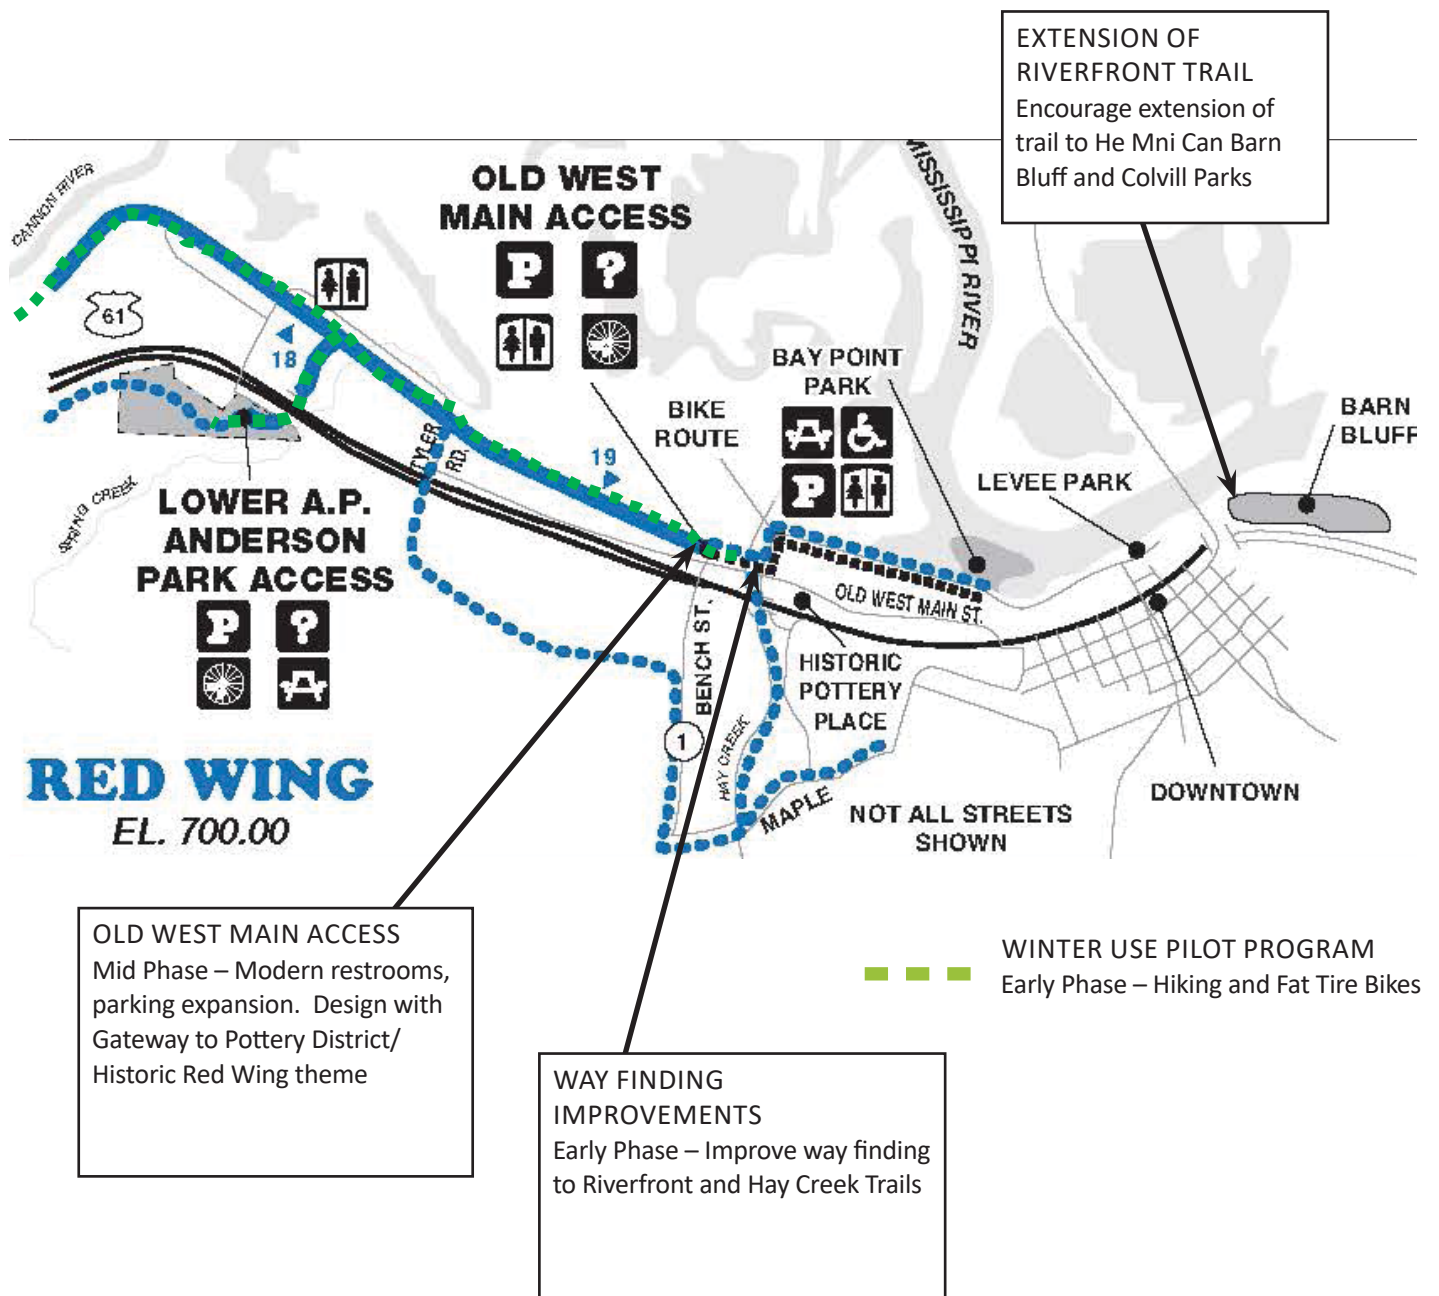 EXTENSION OF
RIVERFRONT TRAIL
Encourage extension of
trail to He Mni Can Barn
Bluff and Colvill Parks
CANNON RIVER
OLD WEST
MAIN ACCESS
P ?
MISSISSIPPI RIVER
61
18
BAY POINT
PARK
P
BIKE
ROUTE
BARN
BLUFF
TYLER
RD.
19
LEVEE PARK
SPRING CREEK
LOWER A.P.
ANDERSON
PARK ACCESS
P ?
OLD WEST MAIN ST.
BENCH ST.
HISTORIC
POTTERY
PLACE
1
HAY CREEK
MAPLE
DOWNTOWN
NOT ALL STREETS
SHOWN
RED WING
EL. 700.00
OLD WEST MAIN ACCESS
Mid Phase – Modern restrooms,
parking expansion. Design with
Gateway to Pottery District/
Historic Red Wing theme
WINTER USE PILOT PROGRAM
Early Phase – Hiking and Fat Tire Bikes
WAY FINDING
IMPROVEMENTS
Early Phase – Improve way finding
to Riverfront and Hay Creek Trails